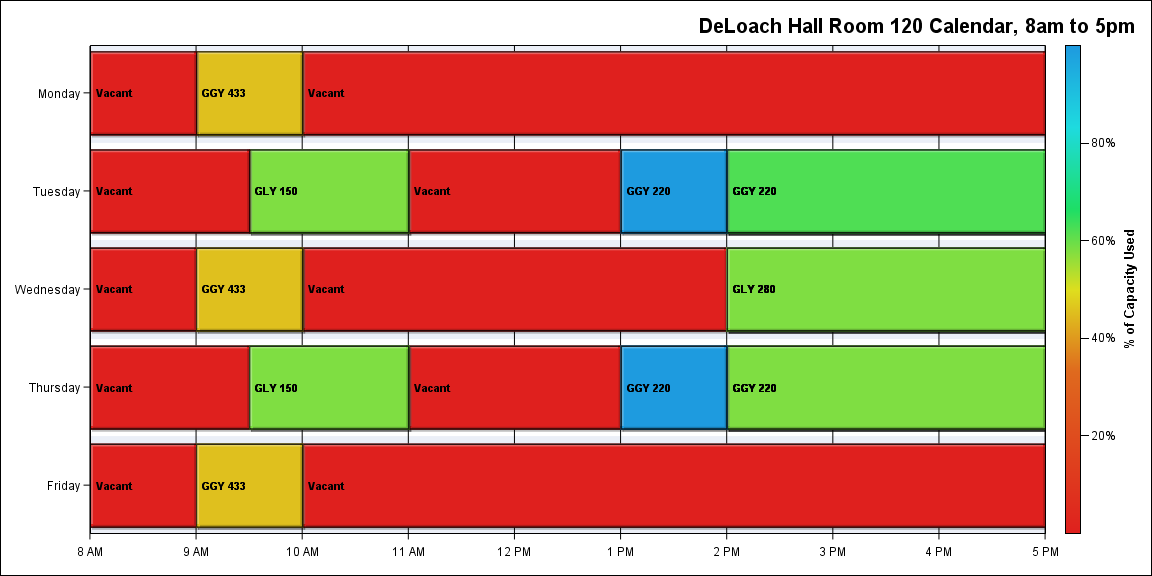 DeLoach Hall Room 120 Calendar, 8am to 5pm
Monday
Vacant
GGY 433
Vacant
Tuesday
Vacant
GLY 150
Vacant
GGY 220
GGY 220
Wednesday
Vacant
GGY 433
Vacant
GLY 280
Thursday
Vacant
GLY 150
Vacant
GGY 220
GGY 220
Friday
Vacant
GGY 433
Vacant
8 AM
9 AM
10 AM
11 AM
12 PM
1 PM
2 PM
3 PM
4 PM
5 PM
80%
60%
40%
20%
% of Capacity Used